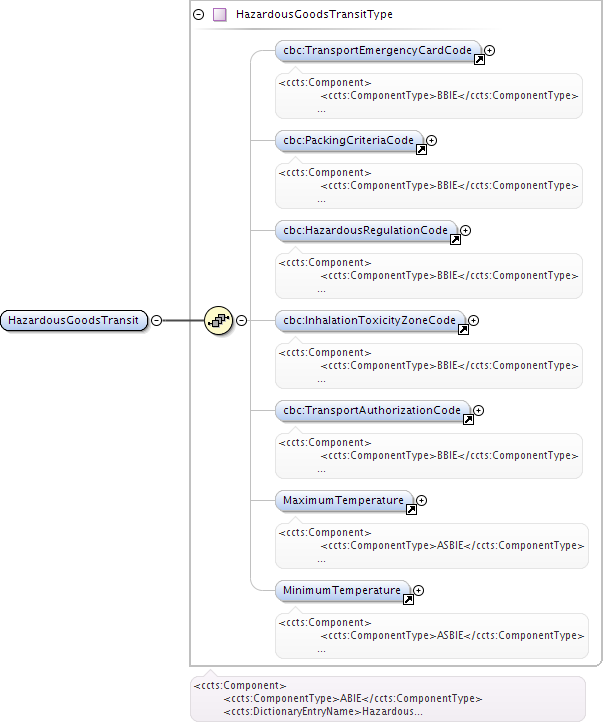 HazardousGoodsTransitType
cbc:TransportEmergencyCardCode
<ccts:Component>
<ccts:ComponentType>BBIE</ccts:ComponentType>
...
cbc:PackingCriteriaCode
<ccts:Component>
<ccts:ComponentType>BBIE</ccts:ComponentType>
...
cbc:HazardousRegulationCode
<ccts:Component>
<ccts:ComponentType>BBIE</ccts:ComponentType>
...
HazardousGoodsTransit
cbc:InhalationToxicityZoneCode
<ccts:Component>
<ccts:ComponentType>BBIE</ccts:ComponentType>
...
cbc:TransportAuthorizationCode
<ccts:Component>
<ccts:ComponentType>BBIE</ccts:ComponentType>
...
MaximumTemperature
<ccts:Component>
<ccts:ComponentType>ASBIE</ccts:ComponentType>
...
MinimumTemperature
<ccts:Component>
<ccts:ComponentType>ASBIE</ccts:ComponentType>
...
<ccts:Component>
<ccts:ComponentType>ABIE</ccts:ComponentType>
<ccts:DictionaryEntryName>Hazardous...